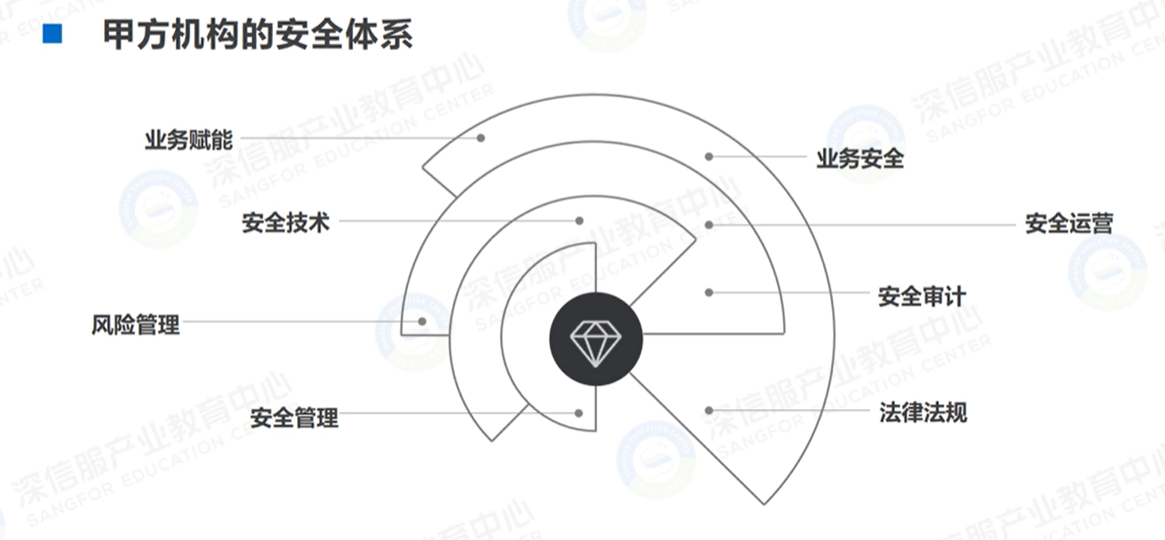 甲方机构的安全体系
业务赋能
业务安全
安全技术
安全运营
安全审计
风险管理
法律法规
安全管理
深信服产业教育中心
SANGFOR EDUCATION CENTER